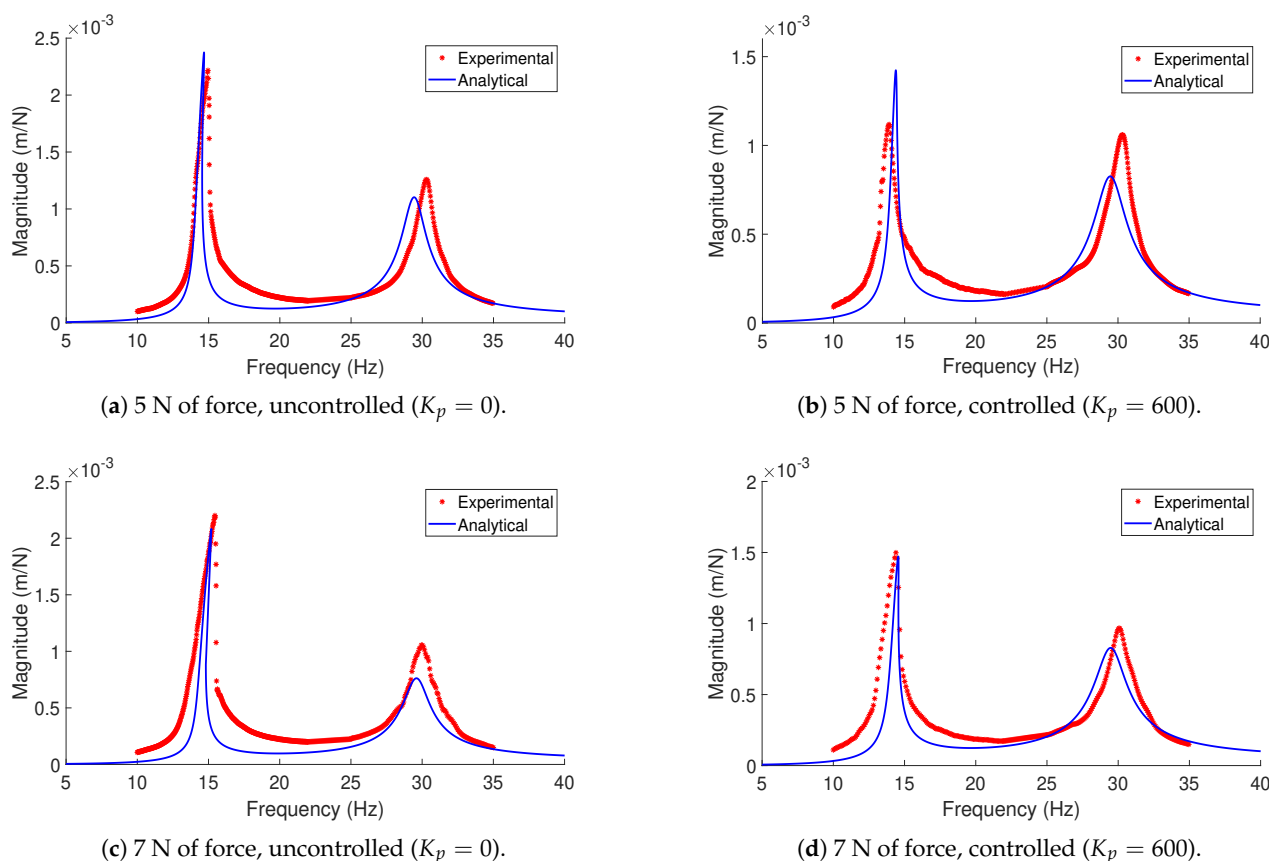 ×10⁻³
2.5
2
1.5
1
0.5
0
5 10 15 20 25 30 35 40
Magnitude (m/N)
Frequency (Hz)
Experimental
Analytical
(a) 5 N of force, uncontrolled (Kₚ = 0).
×10⁻³
1.5
1
0.5
0
5 10 15 20 25 30 35 40
Magnitude (m/N)
Frequency (Hz)
Experimental
Analytical
(b) 5 N of force, controlled (Kₚ = 600).
×10⁻³
2.5
2
1.5
1
0.5
0
5 10 15 20 25 30 35 40
Magnitude (m/N)
Frequency (Hz)
Experimental
Analytical
(c) 7 N of force, uncontrolled (Kₚ = 0).
×10⁻³
2
1.5
1
0.5
0
5 10 15 20 25 30 35 40
Magnitude (m/N)
Frequency (Hz)
Experimental
Analytical
(d) 7 N of force, controlled (Kₚ = 600).